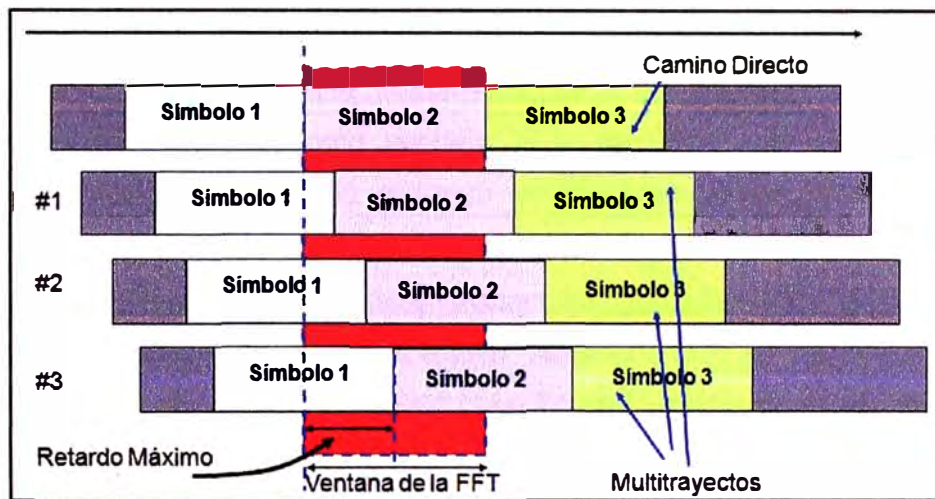 Camino Directo
Símbolo 1 Símbolo 2 Símbolo 3
#1 Símbolo 1 Símbolo 2 Símbolo 3
#2 Símbolo 1 Símbolo 2 Símbolo 3
#3 Símbolo 1 Símbolo 2 Símbolo 3
Retardo Máximo
Ventana de la FFT
Multitrayectos